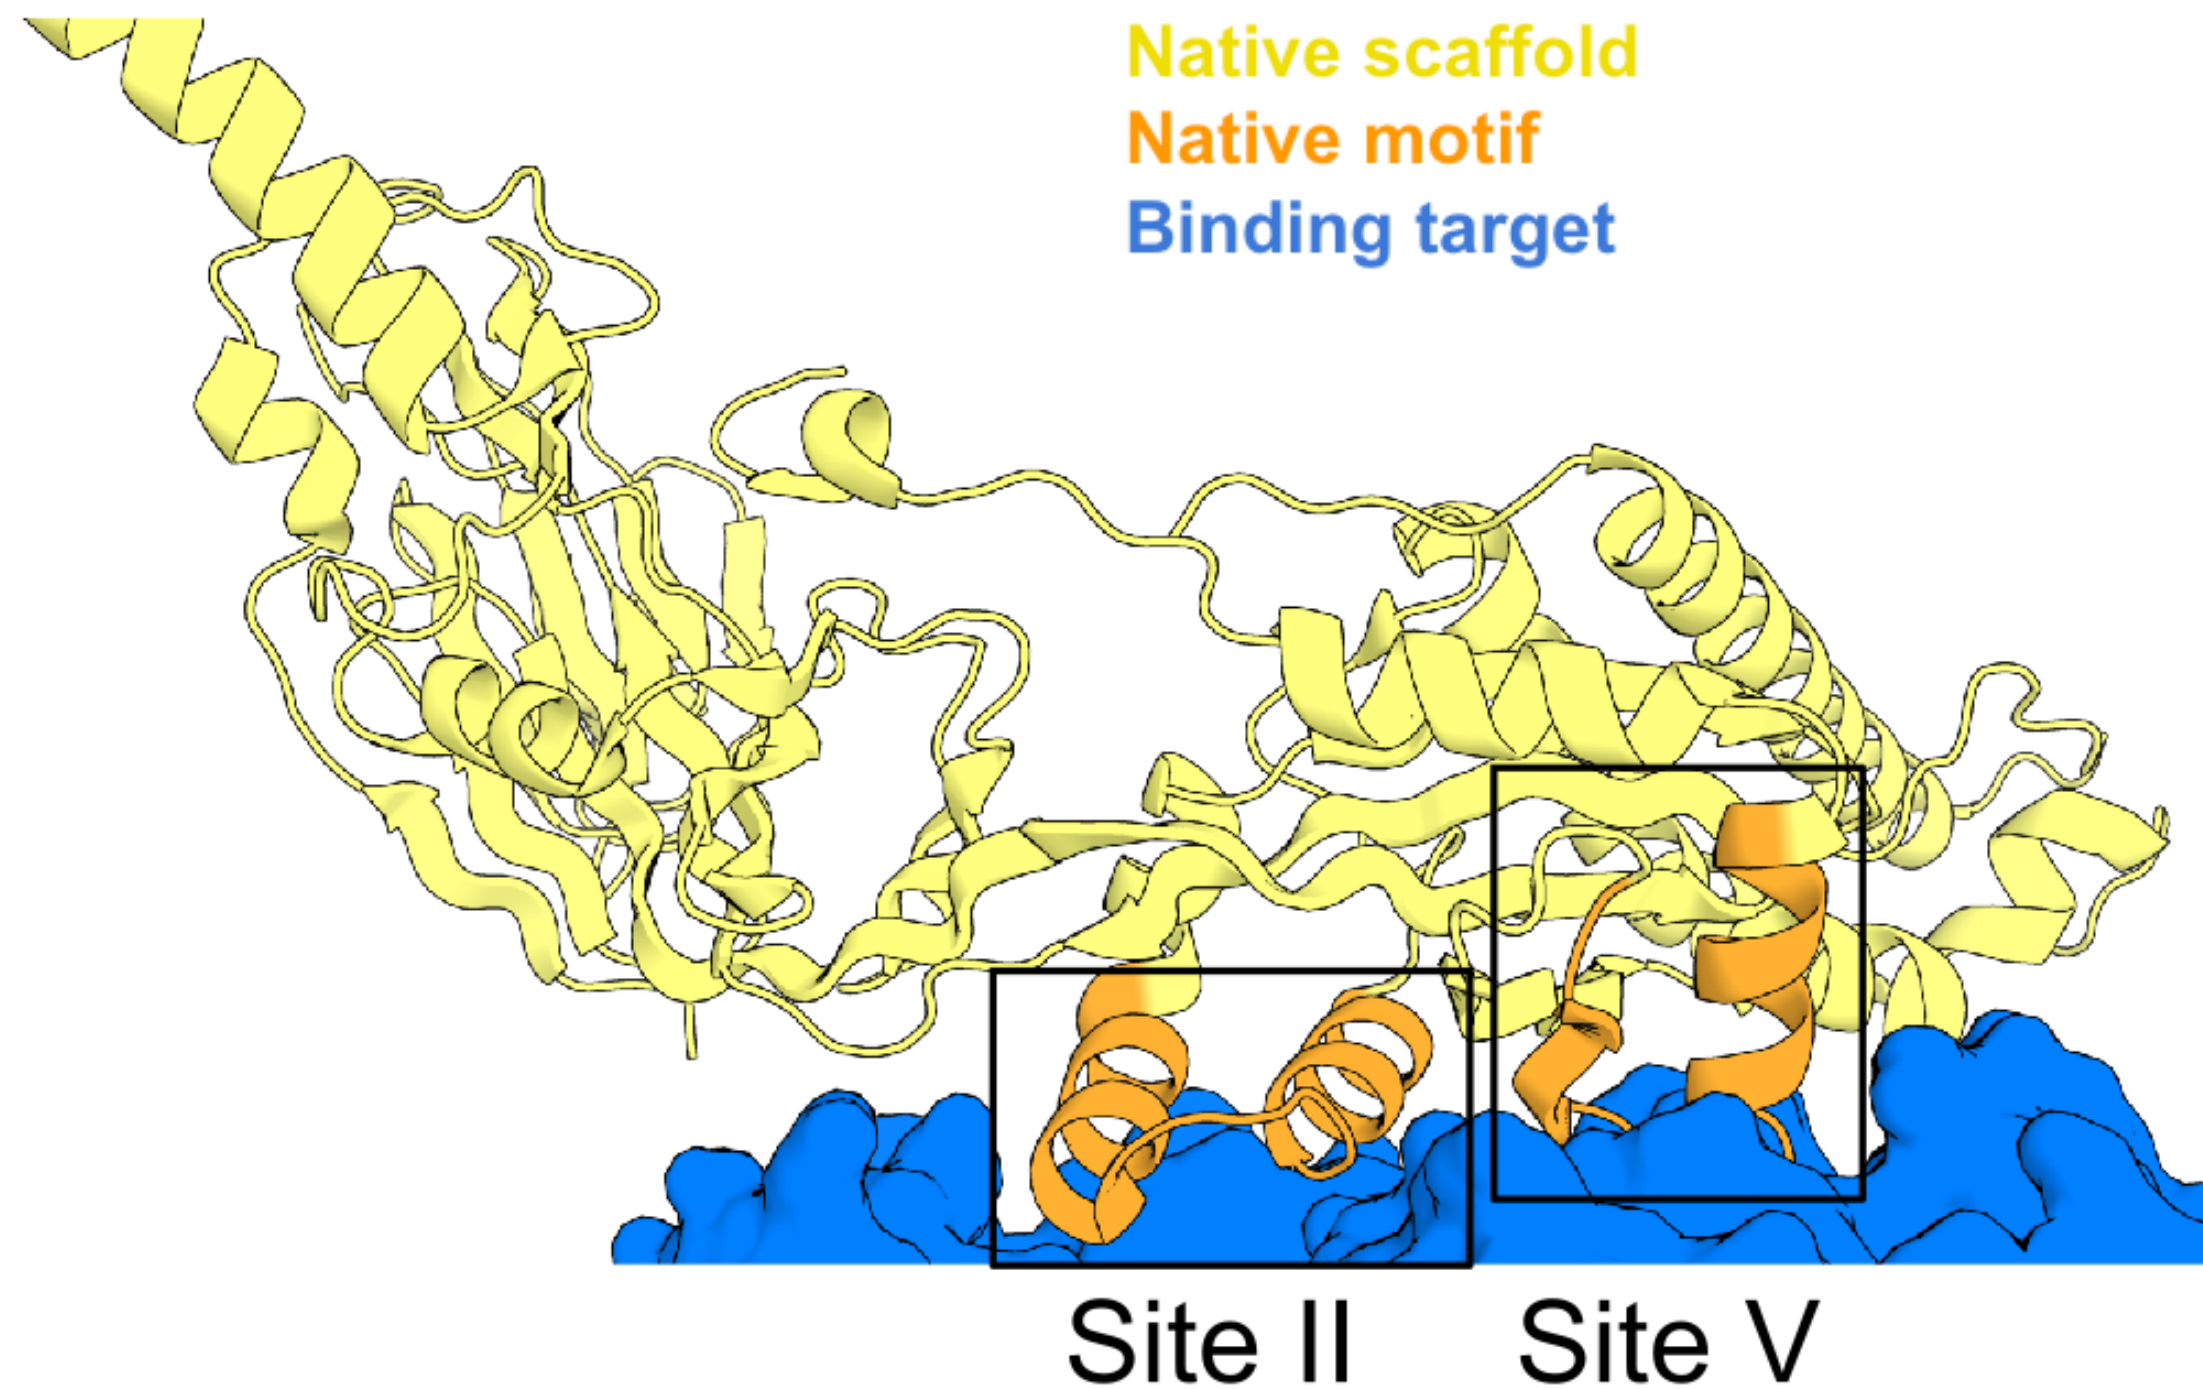 Native scaffold
Native motif
Binding target
Site II
Site V